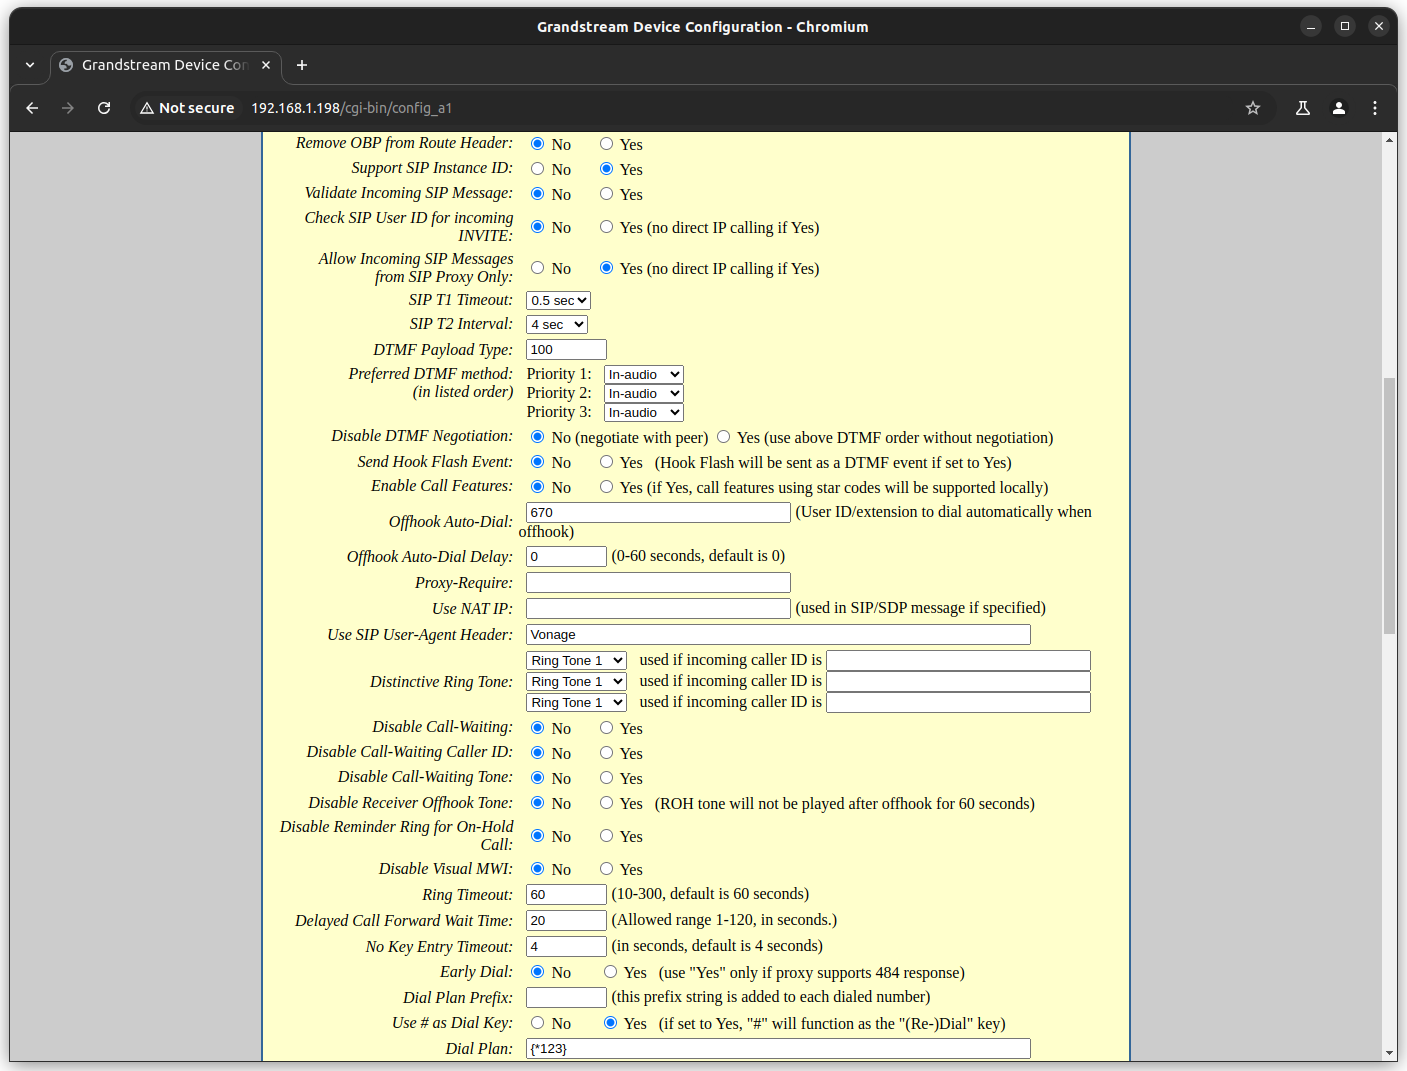 Grandstream Device Configuration - Chromium
Grandstream Device Con
Not secure 192.168.1.198/cgi-bin/config_a1
Remove OBP from Route Header: No Yes
Support SIP Instance ID: No Yes
Validate Incoming SIP Message: No Yes
Check SIP User ID for incoming
INVITE: No Yes (no direct IP calling if Yes)
Allow Incoming SIP Messages
from SIP Proxy Only: No Yes (no direct IP calling if Yes)
SIP T1 Timeout: 0.5 sec
SIP T2 Interval: 4 sec
DTMF Payload Type: 100
Preferred DTMF method: Priority 1: In-audio
(in listed order) Priority 2: In-audio
Priority 3: In-audio
Disable DTMF Negotiation: No (negotiate with peer) Yes (use above DTMF order without negotiation)
Send Hook Flash Event: No Yes (Hook Flash will be sent as a DTMF event if set to Yes)
Enable Call Features: No Yes (if Yes, call features using star codes will be supported locally)
Offhook Auto-Dial: 670 (User ID/extension to dial automatically when
offhook)
Offhook Auto-Dial Delay: 0 (0-60 seconds, default is 0)
Proxy-Require:
Use NAT IP: (used in SIP/SDP message if specified)
Use SIP User-Agent Header: Vonage
Ring Tone 1 used if incoming caller ID is
Distinctive Ring Tone: Ring Tone 1 used if incoming caller ID is
Ring Tone 1 used if incoming caller ID is
Disable Call-Waiting: No Yes
Disable Call-Waiting Caller ID: No Yes
Disable Call-Waiting Tone: No Yes
Disable Receiver Offhook Tone: No Yes (ROH tone will not be played after offhook for 60 seconds)
Disable Reminder Ring for On-Hold
Call: No Yes
Disable Visual MWI: No Yes
Ring Timeout: 60 (10-300, default is 60 seconds)
Delayed Call Forward Wait Time: 20 (Allowed range 1-120, in seconds.)
No Key Entry Timeout: 4 (in seconds, default is 4 seconds)
Early Dial: No Yes (use "Yes" only if proxy supports 484 response)
Dial Plan Prefix: (this prefix string is added to each dialed number)
Use # as Dial Key: No Yes (if set to Yes, "#" will function as the "(Re-)Dial" key)
Dial Plan: {*123}